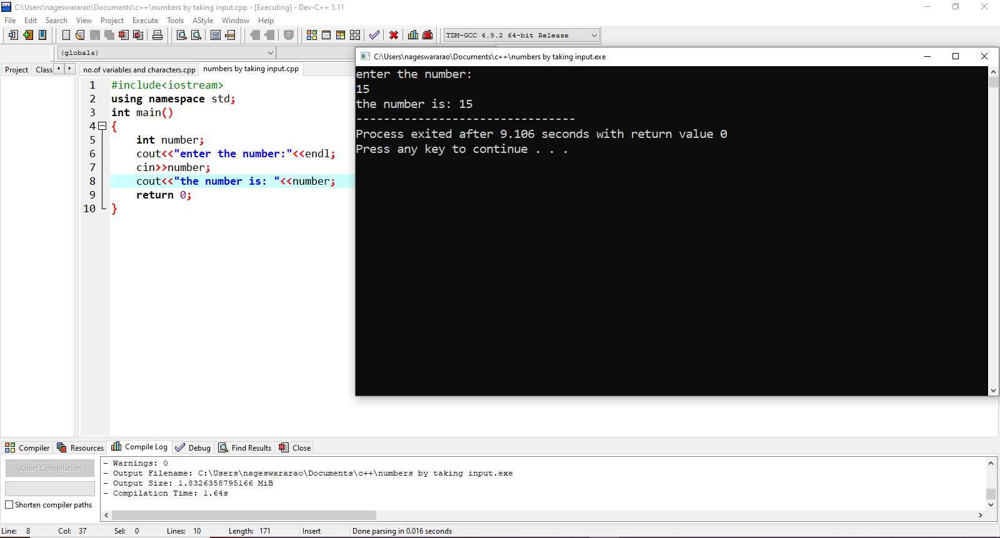 C:\Users\nageswararao\Documents\c++\numbers by taking input.cpp - [Executing] - Dev-C++ 5.11
File Edit Search View Project Execute Tools AStyle Window Help
TDM-GCC 4.9.2 64-bit Release
(globals)
Project Class no.of variables and characters.cpp numbers by taking input.cpp
1 #include<iostream>
2 using namespace std;
3 int main()
4 {
5 int number;
6 cout<<"enter the number:"<<endl;
7 cin>>number;
8 cout<<"the number is: "<<number;
9 return 0;
10 }
C:\Users\nageswararao\Documents\c++\numbers by taking input.exe
enter the number:
15
the number is: 15
--------------------------------
Process exited after 9.106 seconds with return value 0
Press any key to continue . . .
Compiler Resources Compile Log Debug Find Results Close
Abort Compilation
Shorten compiler paths
- Warnings: 0
- Output Filename: C:\Users\nageswararao\Documents\c++\numbers by taking input.exe
- Output Size: 1.8326358795166 MiB
- Compilation Time: 1.64s
Line: 8 Col: 37 Sel: 0 Lines: 10 Length: 171 Insert Done parsing in 0.016 seconds